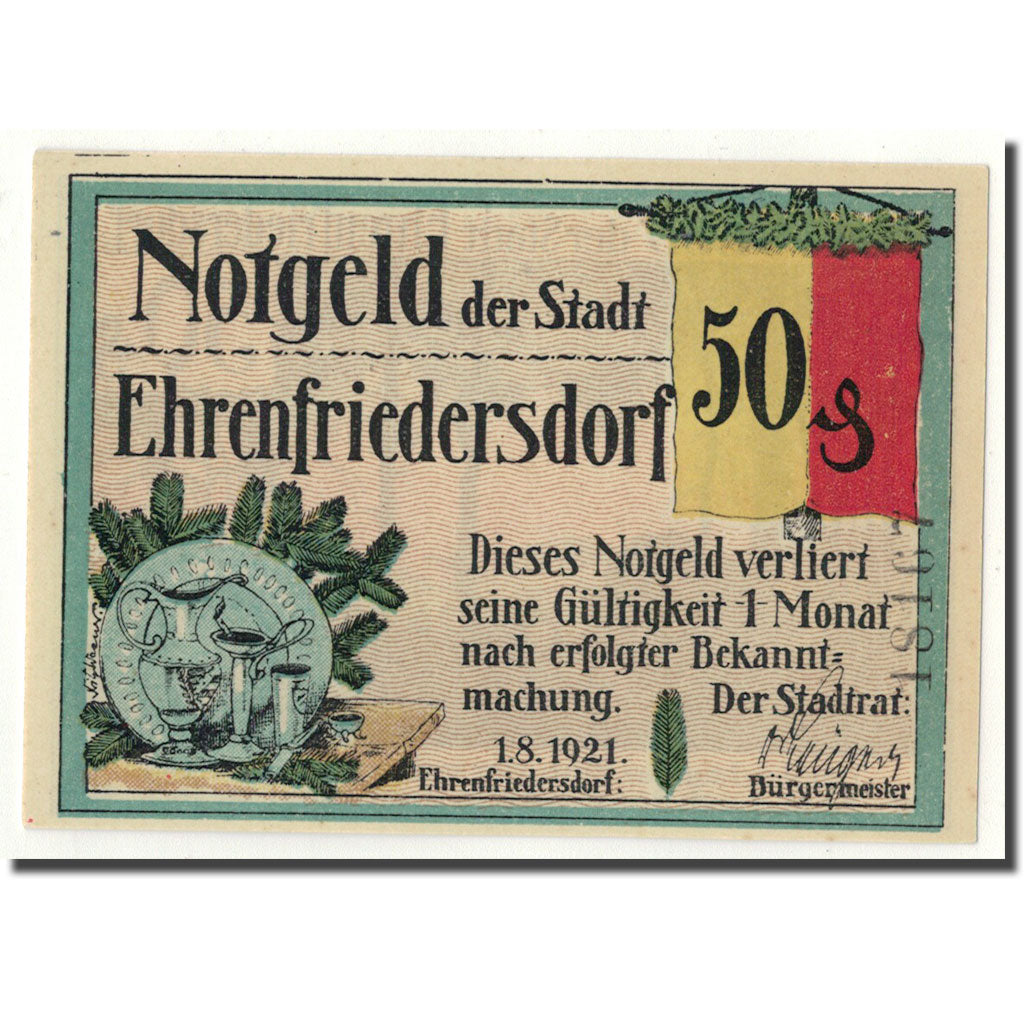 Notgeld der Stadt
Ehrenfriedersdorf
50 ₰
Dieses Notgeld verliert
seine Gültigkeit 1 Monat
nach erfolgter Bekannt=
machung. Der Stadtrat:
1.8.1921.
Ehrenfriedersdorf: Bürgermeister
18167